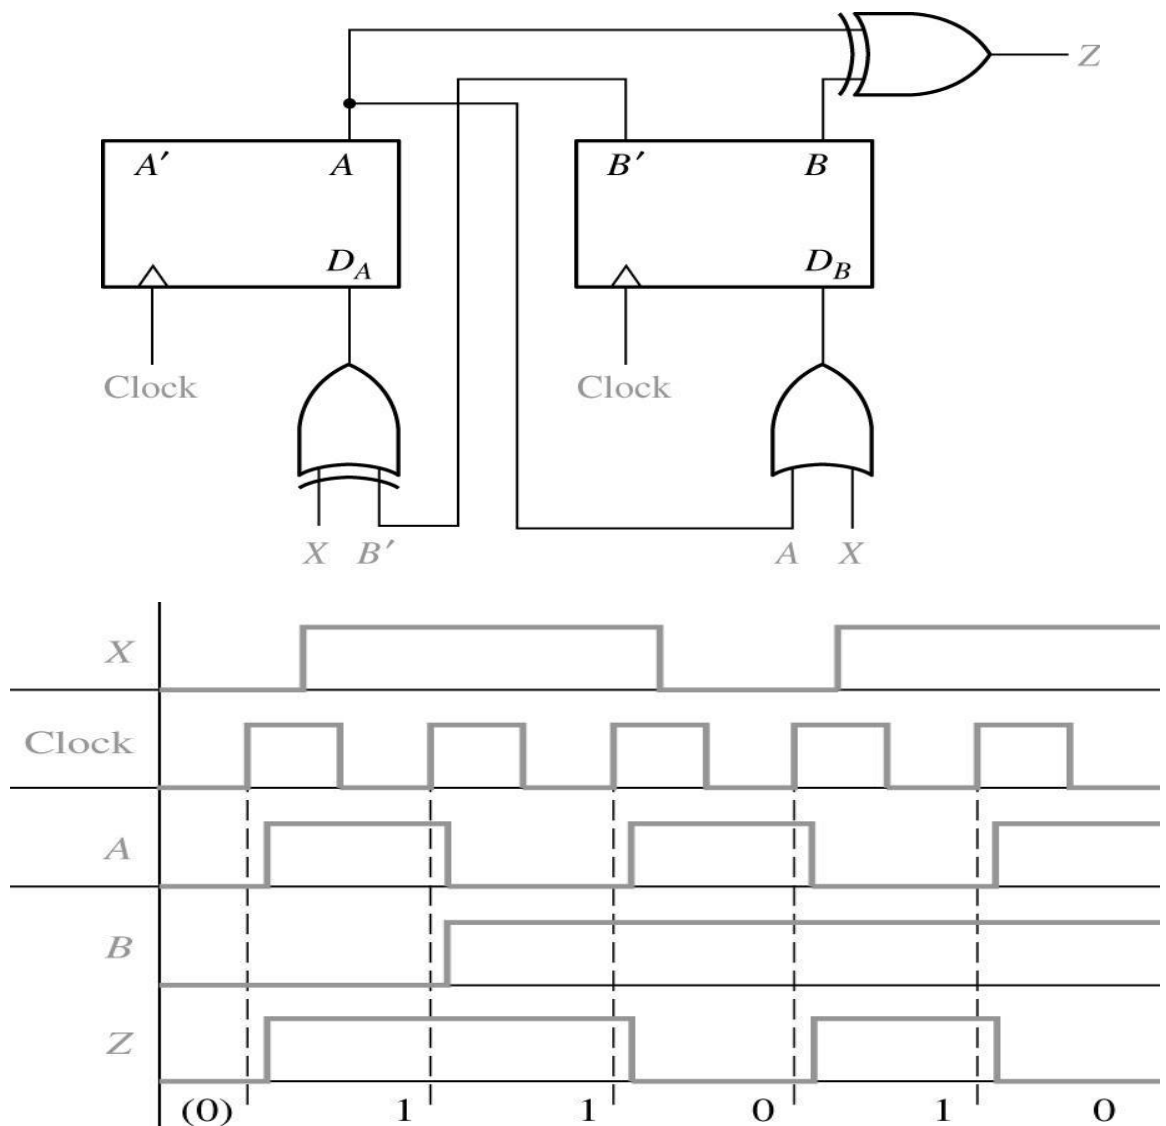 Z
A′ A B′ B
D_A D_B
Clock Clock
X B′ A X
X
Clock
A
B
Z
(0) 1 1 0 1 0